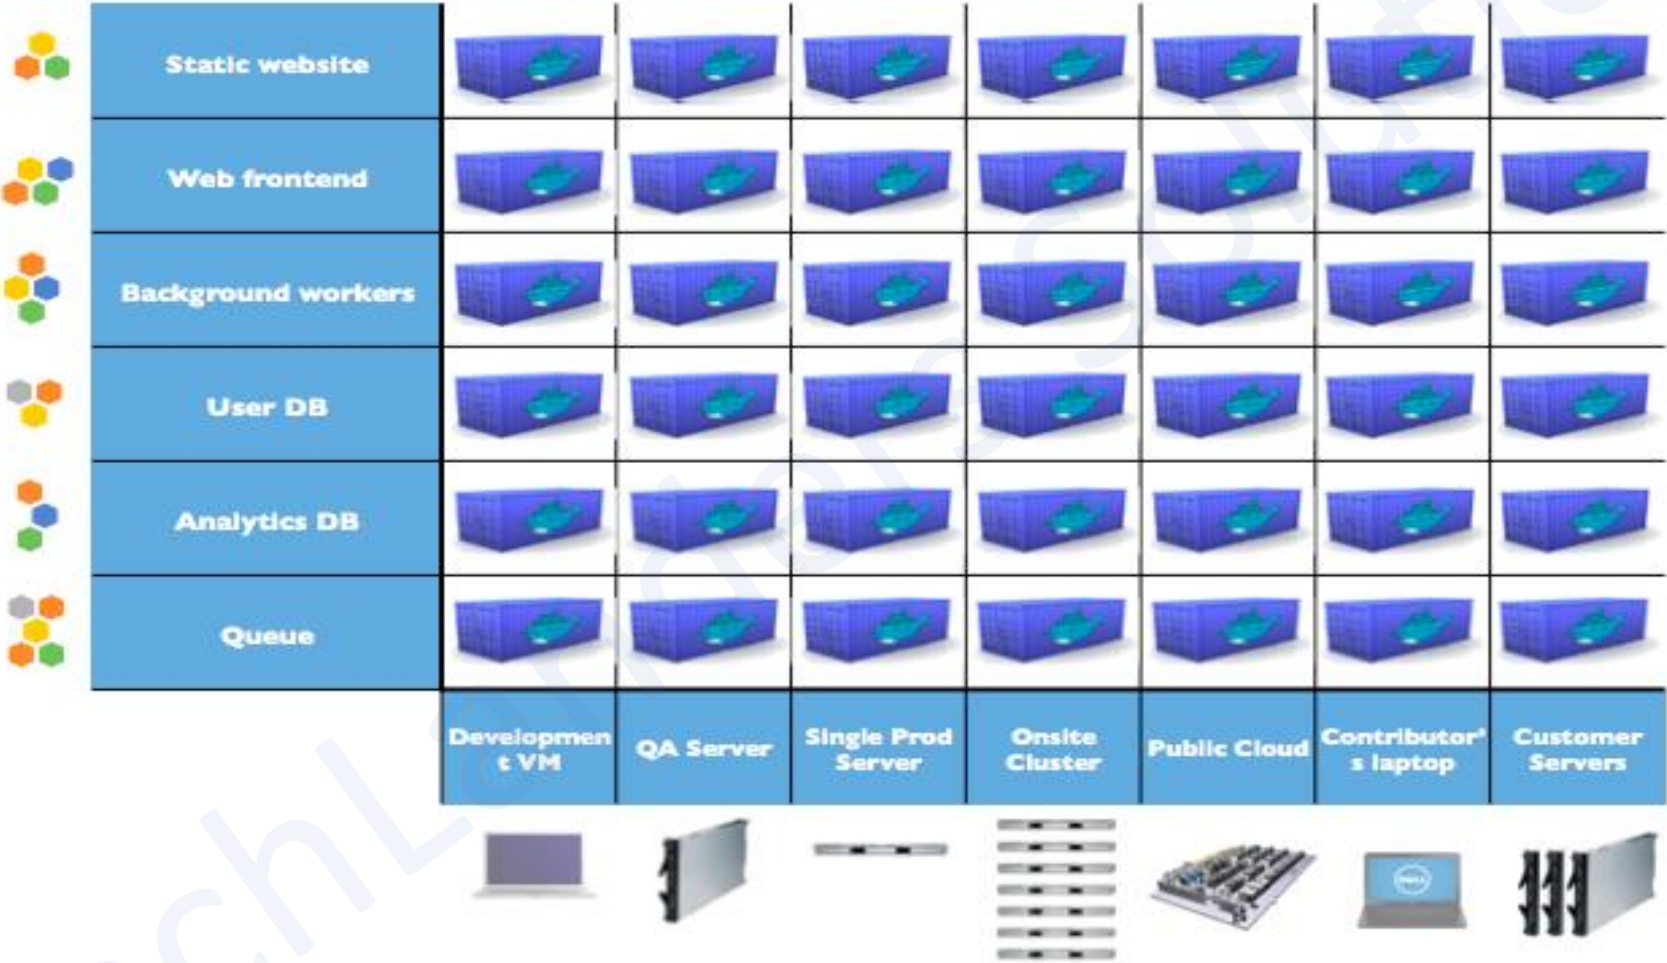 Static website
Web frontend
Background workers
User DB
Analytics DB
Queue
Developmen
t VM
QA Server
Single Prod
Server
Onsite
Cluster
Public Cloud
Contributor'
s laptop
Customer
Servers
DELL